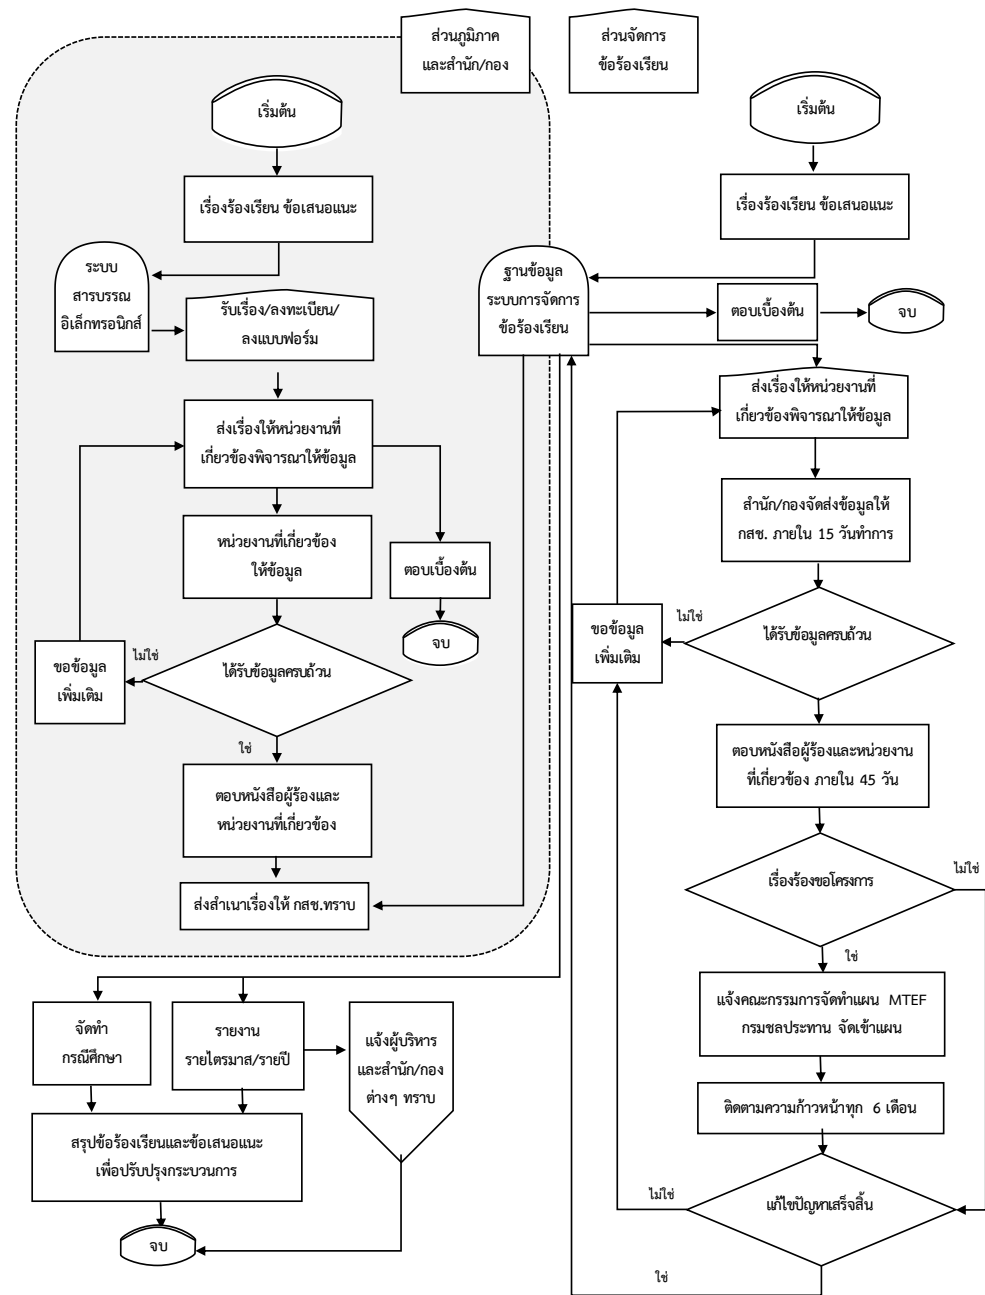 ส่วนภูมิภาค
และสำนัก/กอง
ส่วนจัดการ
ข้อร้องเรียน
เริ่มต้น
เรื่องร้องเรียน ข้อเสนอแนะ
ระบบ
สารบรรณ
อิเล็กทรอนิกส์
รับเรื่อง/ลงทะเบียน/
ลงแบบฟอร์ม
ส่งเรื่องให้หน่วยงานที่
เกี่ยวข้องพิจารณาให้ข้อมูล
หน่วยงานที่เกี่ยวข้อง
ให้ข้อมูล
ตอบเบื้องต้น
จบ
ได้รับข้อมูลครบถ้วน
ไม่ใช่
ขอข้อมูล
เพิ่มเติม
ใช่
ตอบหนังสือผู้ร้องและ
หน่วยงานที่เกี่ยวข้อง
ส่งสำเนาเรื่องให้ กสช.ทราบ
เริ่มต้น
เรื่องร้องเรียน ข้อเสนอแนะ
ฐานข้อมูล
ระบบการจัดการ
ข้อร้องเรียน
ตอบเบื้องต้น
จบ
ส่งเรื่องให้หน่วยงานที่
เกี่ยวข้องพิจารณาให้ข้อมูล
สำนัก/กองจัดส่งข้อมูลให้
กสช. ภายใน 15 วันทำการ
ได้รับข้อมูลครบถ้วน
ไม่ใช่
ขอข้อมูล
เพิ่มเติม
ตอบหนังสือผู้ร้องและหน่วยงาน
ที่เกี่ยวข้อง ภายใน 45 วัน
เรื่องร้องขอโครงการ
ไม่ใช่
ใช่
แจ้งคณะกรรมการจัดทำแผน MTEF
กรมชลประทาน จัดเข้าแผน
ติดตามความก้าวหน้าทุก 6 เดือน
แก้ไขปัญหาเสร็จสิ้น
ไม่ใช่
ใช่
จัดทำ
กรณีศึกษา
รายงาน
รายไตรมาส/รายปี
แจ้งผู้บริหาร
และสำนัก/กอง
ต่างๆ ทราบ
สรุปข้อร้องเรียนและข้อเสนอแนะ
เพื่อปรับปรุงกระบวนการ
จบ